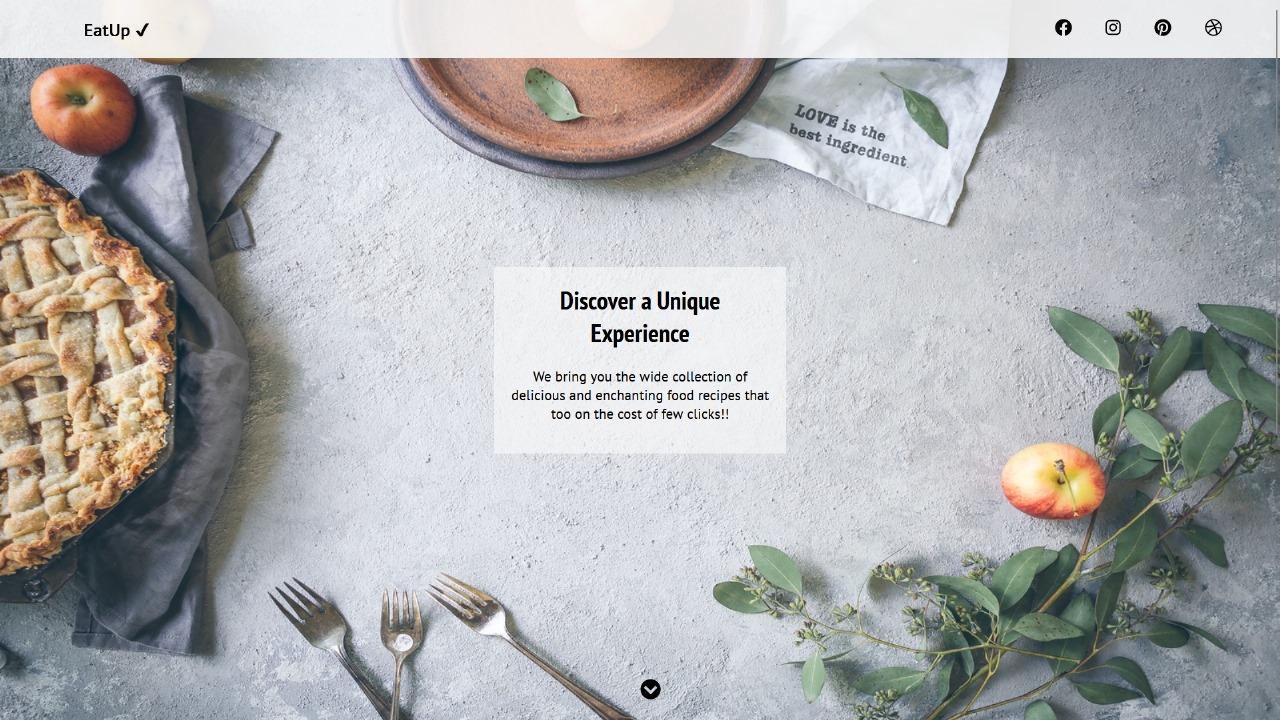 EatUp ✓
LOVE is the
best ingredient
Discover a Unique
Experience
We bring you the wide collection of
delicious and enchanting food recipes that
too on the cost of few clicks!!